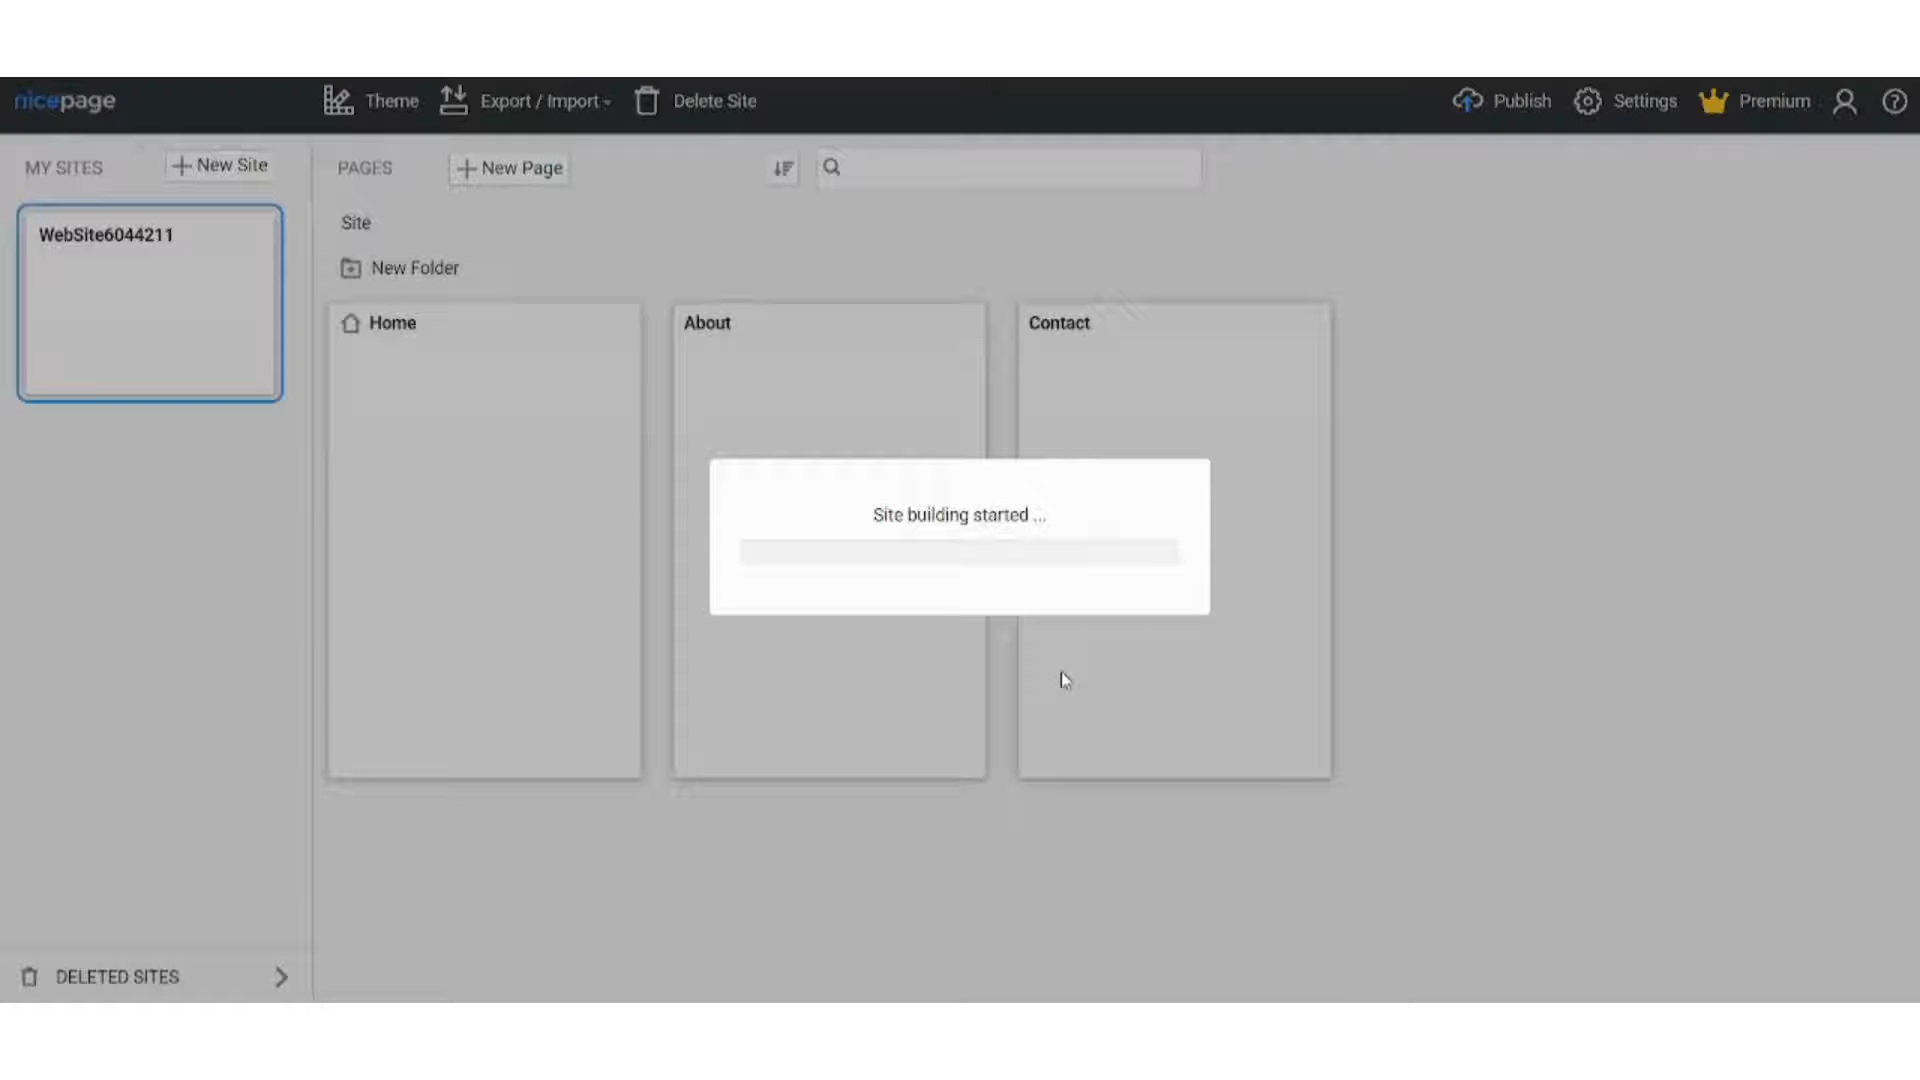 nicepage
Theme
Export / Import
Delete Site
Publish
Settings
Premium
MY SITES
New Site
PAGES
New Page
WebSite6044211
Site
New Folder
Home
About
Contact
Site building started ...
DELETED SITES